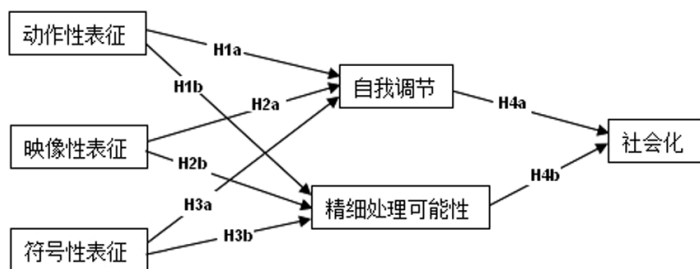 动作性表征
H1a
H1b
自我调节
H2a
H4a
映像性表征
社会化
H2b
H4b
H3a
精细处理可能性
H3b
符号性表征